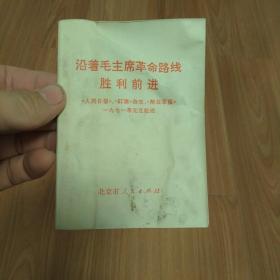 沿着毛主席革命路线
胜利前进
《人民日报》、《红旗》杂志、《解放军报》
一九七一年元旦社论
北京市人民出版社